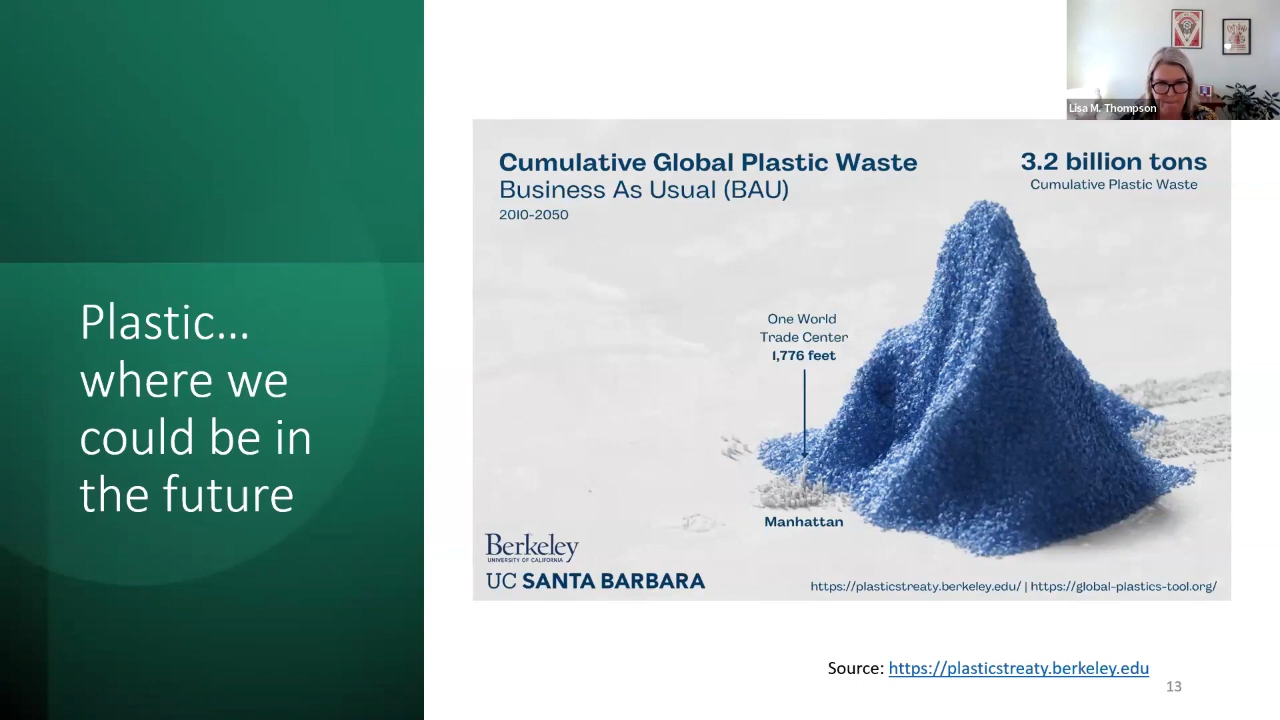 Lisa M. Thompson
Plastic...
where we
could be in
the future
Cumulative Global Plastic Waste
Business As Usual (BAU)
2010-2050
3.2 billion tons
Cumulative Plastic Waste
One World
Trade Center
1,776 feet
Manhattan
Berkeley
UNIVERSITY OF CALIFORNIA
UC SANTA BARBARA
https://plasticstreaty.berkeley.edu/ | https://global-plastics-tool.org/
Source: https://plasticstreaty.berkeley.edu
13